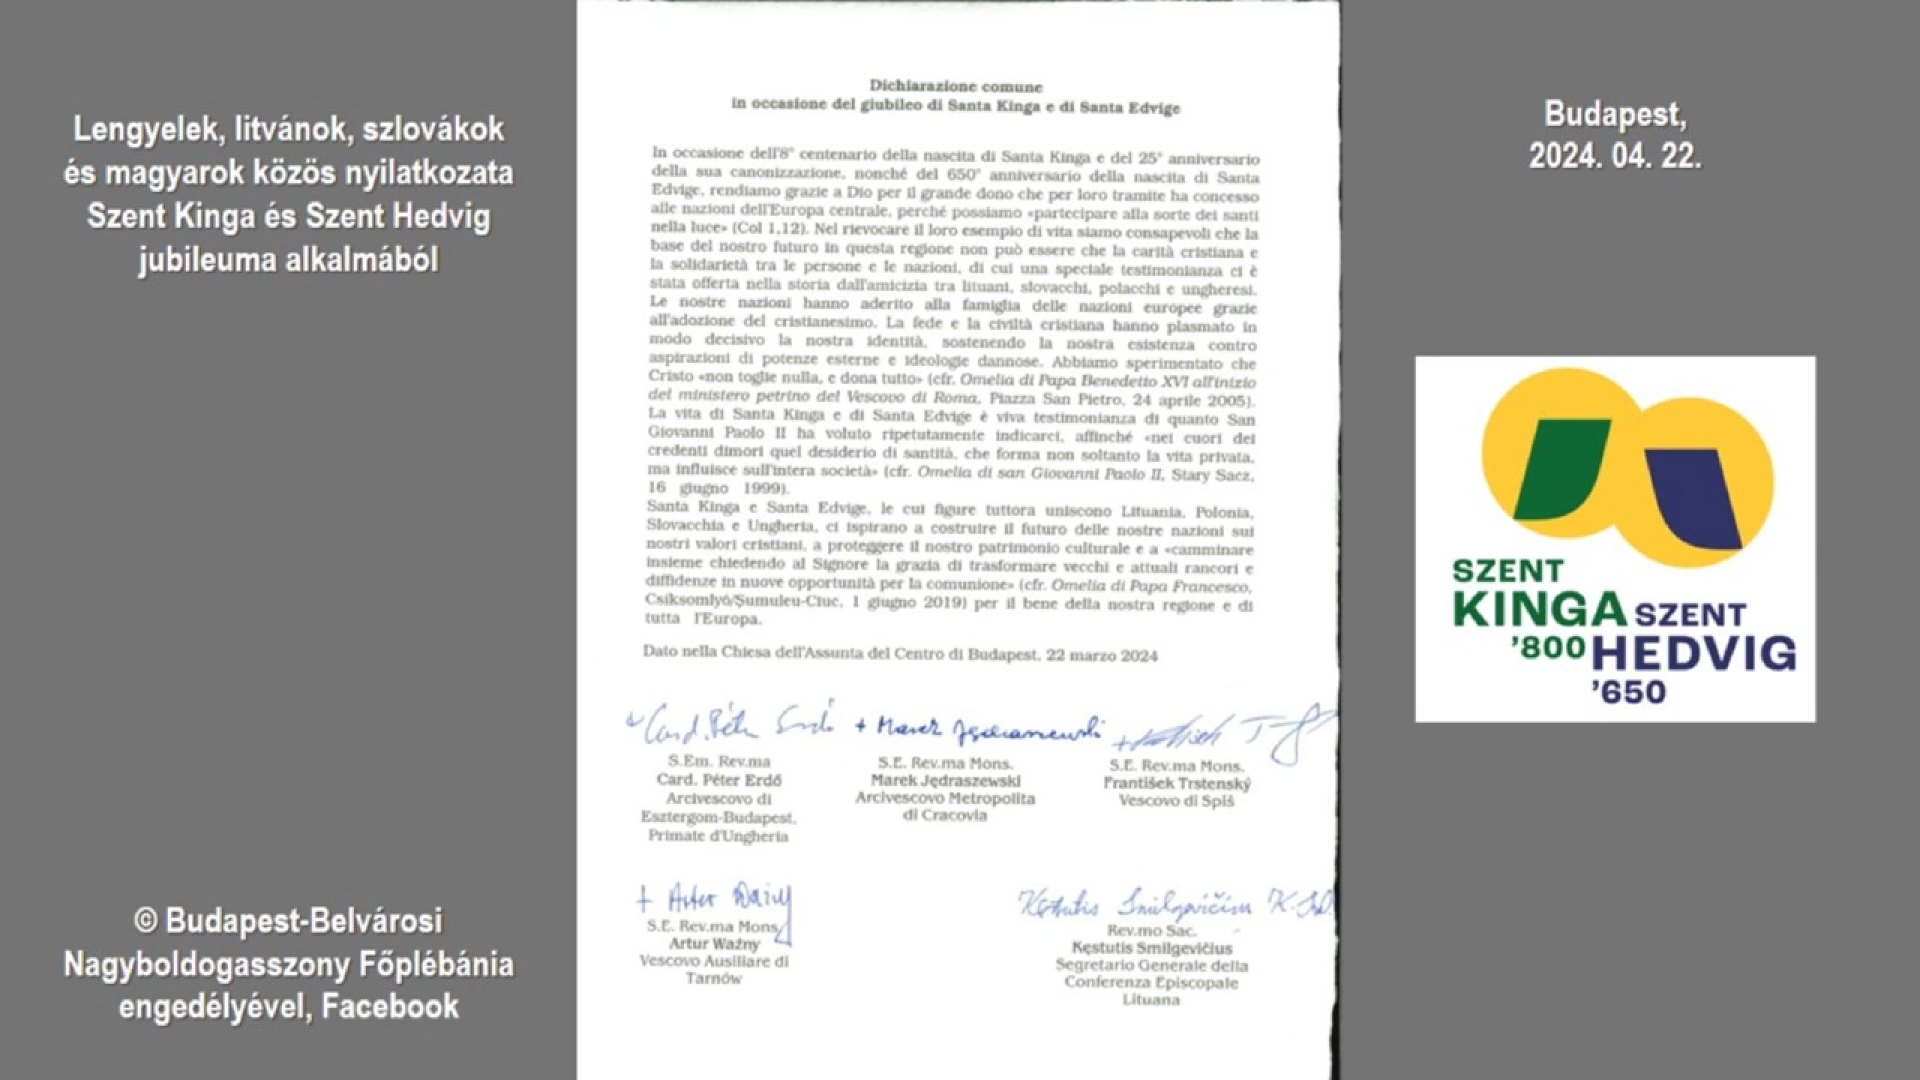 Lengyelek, litvánok, szlovákok
és magyarok közös nyilatkozata
Szent Kinga és Szent Hedvig
jubileuma alkalmából
© Budapest-Belvárosi
Nagyboldogasszony Főplébánia
engedélyével, Facebook
Dichiarazione comune
in occasione del giubileo di Santa Kinga e di Santa Edvige
In occasione dell'8° centenario della nascita di Santa Kinga e del 25° anniversario
della sua canonizzazione, nonché del 650° anniversario della nascita di Santa
Edvige, rendiamo grazie a Dio per il grande dono che per loro tramite ha concesso
alle nazioni dell'Europa centrale, perché possiamo «partecipare alla sorte dei santi
nella luce» (Col 1,12). Nel rievocare il loro esempio di vita siamo consapevoli che la
base del nostro futuro in questa regione non può essere che la carità cristiana e
la solidarietà tra le persone e le nazioni, di cui una speciale testimonianza ci è
stata offerta nella storia dall'amicizia tra lituani, slovacchi, polacchi e ungheresi.
Le nostre nazioni hanno aderito alla famiglia delle nazioni europee grazie
all'adozione del cristianesimo. La fede e la civiltà cristiana hanno plasmato in
modo decisivo la nostra identità, sostenendo la nostra esistenza contro
aspirazioni di potenze esterne e ideologie dannose. Abbiamo sperimentato che
Cristo «non toglie nulla, e dona tutto» (cfr. Omelia di Papa Benedetto XVI all'inizio
del ministero petrino del Vescovo di Roma, Piazza San Pietro, 24 aprile 2005).
La vita di Santa Kinga e di Santa Edvige è viva testimonianza di quanto San
Giovanni Paolo II ha voluto ripetutamente indicarci, affinché «nei cuori dei
credenti dimori quel desiderio di santità, che forma non soltanto la vita privata,
ma influisce sull'intera società» (cfr. Omelia di san Giovanni Paolo II, Stary Sacz,
16 giugno 1999).
Santa Kinga e Santa Edvige, le cui figure tuttora uniscono Lituania, Polonia,
Slovacchia e Ungheria, ci ispirano a costruire il futuro delle nostre nazioni sui
nostri valori cristiani, a proteggere il nostro patrimonio culturale e a «camminare
insieme chiedendo al Signore la grazia di trasformare vecchi e attuali rancori e
diffidenze in nuove opportunità per la comunione» (cfr. Omelia di Papa Francesco,
Csíksomlyó/Șumuleu-Ciuc, 1 giugno 2019) per il bene della nostra regione e di
tutta l'Europa.
Dato nella Chiesa dell'Assunta del Centro di Budapest, 22 marzo 2024
+ Card. Péter Erdő + Marek Jędraszewski
S.Em. Rev.ma
Card. Péter Erdő
Arcivescovo di
Esztergom-Budapest,
Primate d'Ungheria
S.E. Rev.ma Mons.
Marek Jędraszewski
Arcivescovo Metropolita
di Cracovia
S.E. Rev.ma Mons.
František Trstenský
Vescovo di Spiš
+ Artur Ważny
S.E. Rev.ma Mons.
Artur Ważny
Vescovo Ausiliare di
Tarnów
Kęstutis Smilgevičius
Rev.mo Sac.
Kęstutis Smilgevičius
Segretario Generale della
Conferenza Episcopale
Lituana
Budapest,
2024. 04. 22.
SZENT
KINGA
'800
SZENT
HEDVIG
'650